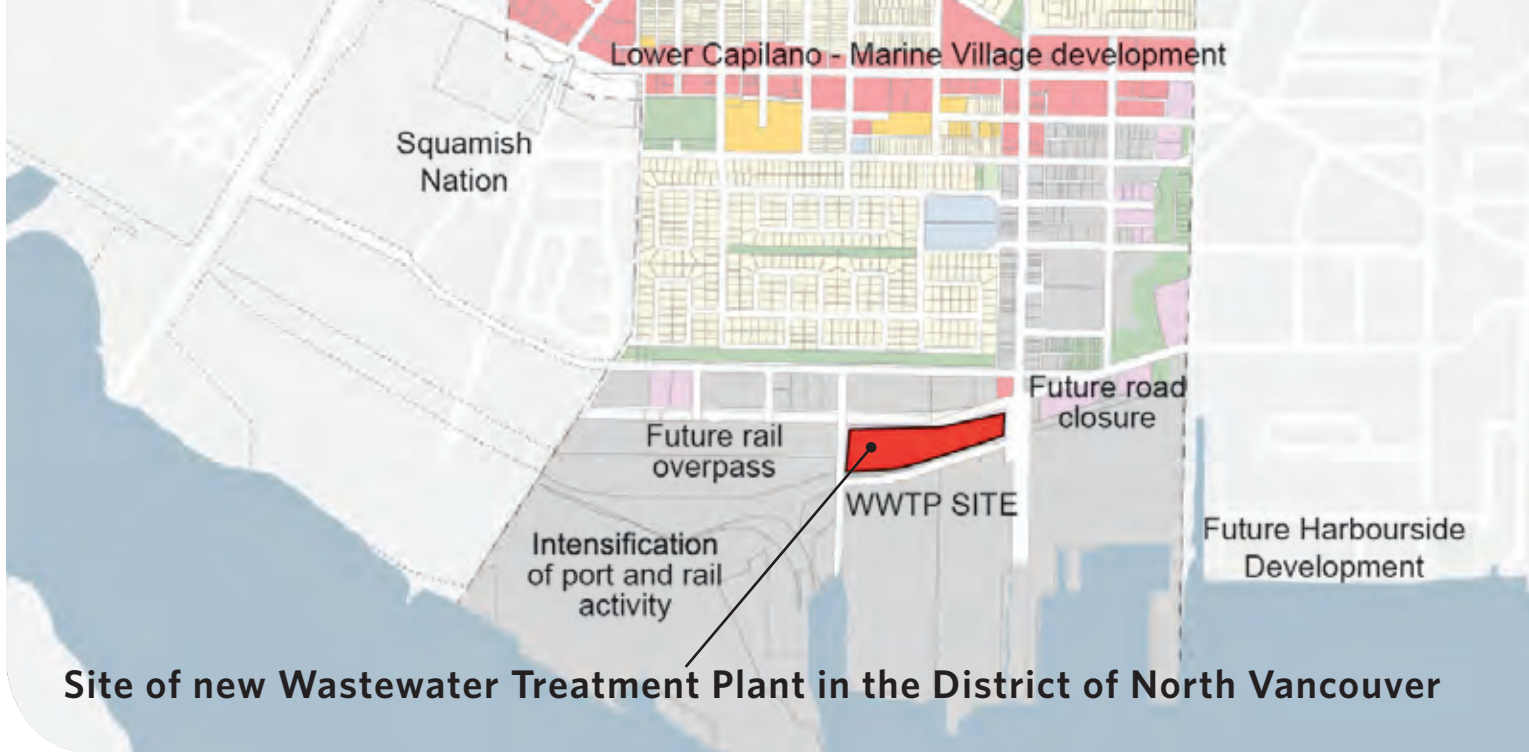 Lower Capilano - Marine Village development
Squamish
Nation
Future road
closure
Future rail
overpass
WWTP SITE
Intensification
of port and rail
activity
Future Harbourside
Development
Site of new Wastewater Treatment Plant in the District of North Vancouver